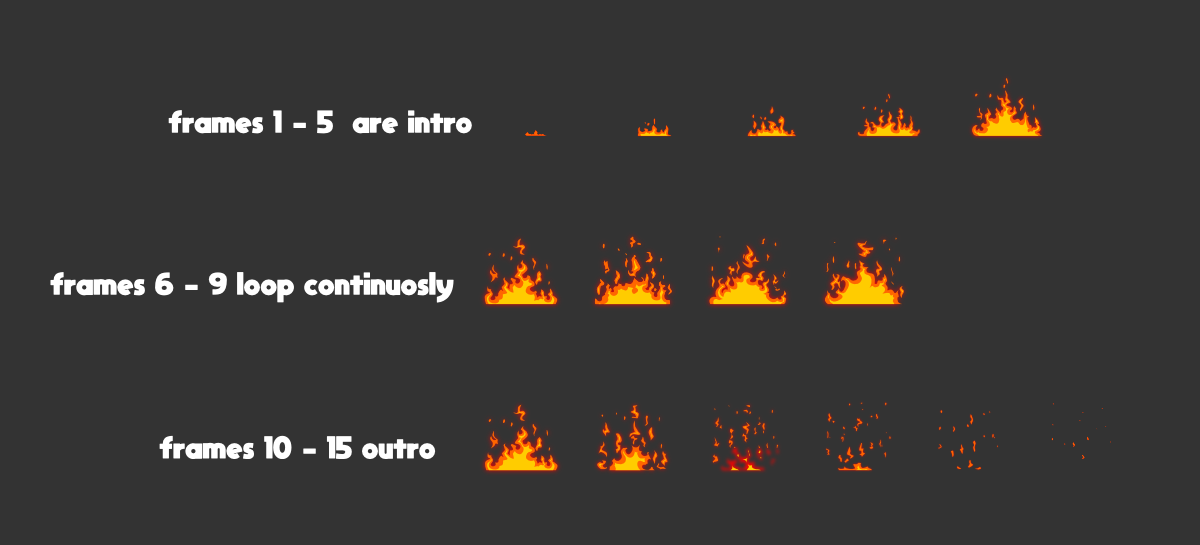 frames 1 - 5 are intro
frames 6 - 9 loop continuosly
frames 10 - 15 outro